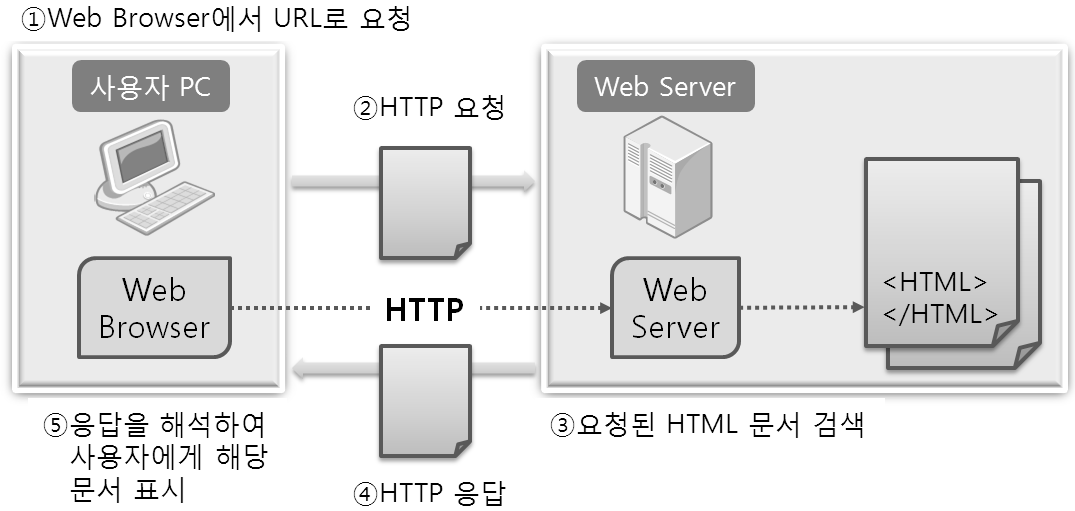 ①Web Browser에서 URL로 요청
사용자 PC
②HTTP 요청
Web Server
<HTML>
</HTML>
Web
Browser
HTTP
Web
Server
③요청된 HTML 문서 검색
④HTTP 응답
⑤응답을 해석하여
사용자에게 해당
문서 표시